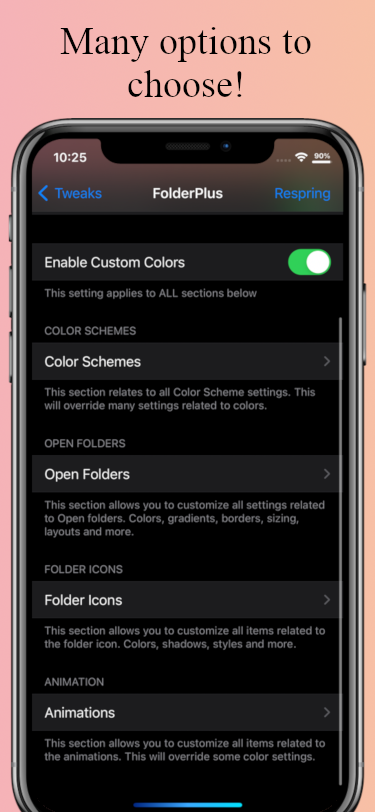 Many options to
choose!
10:25
90%
Tweaks
FolderPlus
Respring
Enable Custom Colors
This setting applies to ALL sections below
COLOR SCHEMES
Color Schemes
This section relates to all Color Scheme settings. This
will override many settings related to colors.
OPEN FOLDERS
Open Folders
This section allows you to customize all settings related
to Open folders. Colors, gradients, borders, sizing,
layouts and more.
FOLDER ICONS
Folder Icons
This section allows you to customize all items related to
the folder icon. Colors, shadows, styles and more.
ANIMATION
Animations
This section allows you to customize all items related to
the animations. This will override some color settings.